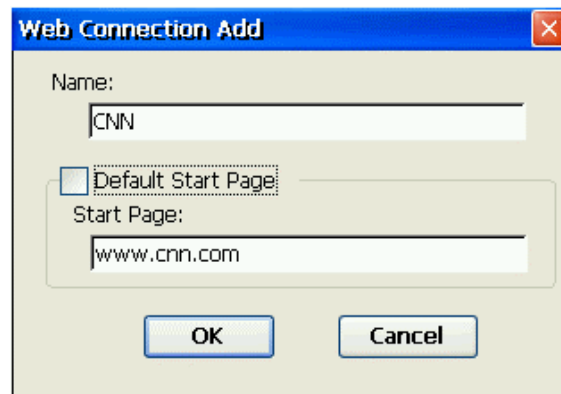 Web Connection Add
Name:
CNN
Default Start Page
Start Page:
www.cnn.com
OK
Cancel